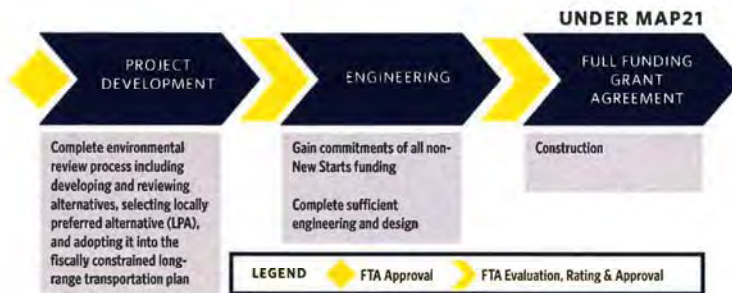 UNDER MAP21
PROJECT
DEVELOPMENT
ENGINEERING
FULL FUNDING
GRANT
AGREEMENT
Complete environmental
review process including
developing and reviewing
alternatives, selecting locally
preferred alternative (LPA),
and adopting it into the
fiscally constrained long-
range transportation plan
Gain commitments of all non-
New Starts funding
Complete sufficient
engineering and design
Construction
LEGEND
FTA Approval
FTA Evaluation, Rating & Approval